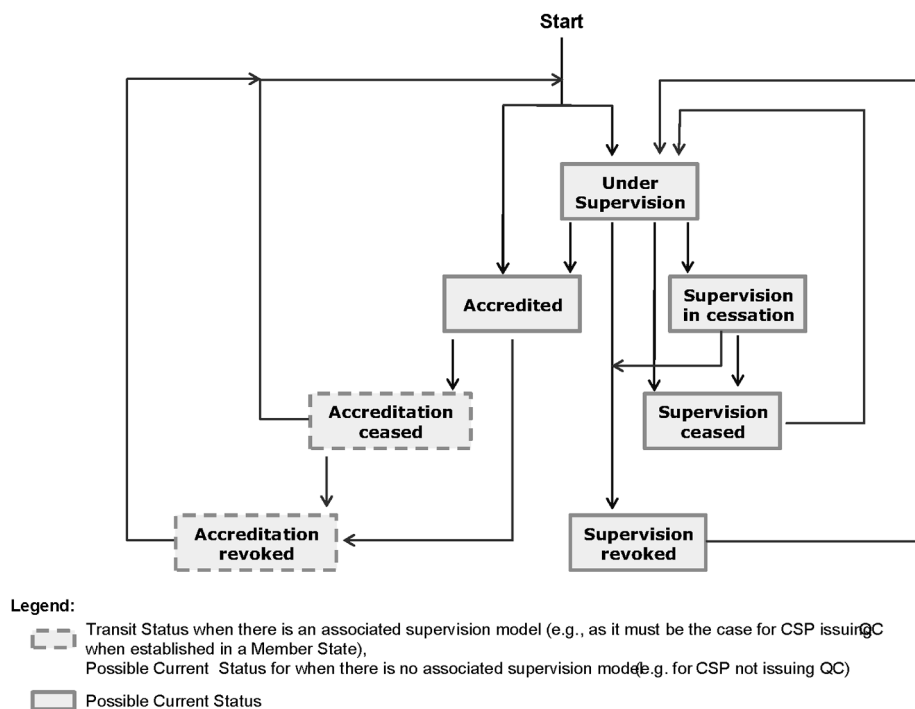 Start
Under
Supervision
Accredited
Supervision
in cessation
Accreditation
ceased
Supervision
ceased
Accreditation
revoked
Supervision
revoked
Legend:
Transit Status when there is an associated supervision model (e.g., as it must be the case for CSP issuing QC
when established in a Member State),
Possible Current Status for when there is no associated supervision model (e.g. for CSP not issuing QC)
Possible Current Status